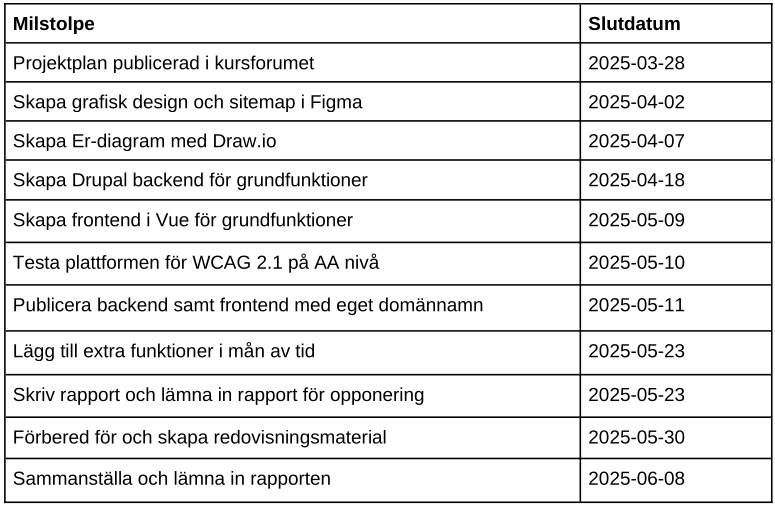 Milstolpe Slutdatum
Projektplan publicerad i kursforumet 2025-03-28
Skapa grafisk design och sitemap i Figma 2025-04-02
Skapa Er-diagram med Draw.io 2025-04-07
Skapa Drupal backend för grundfunktioner 2025-04-18
Skapa frontend i Vue för grundfunktioner 2025-05-09
Testa plattformen för WCAG 2.1 på AA nivå 2025-05-10
Publicera backend samt frontend med eget domännamn 2025-05-11
Lägg till extra funktioner i mån av tid 2025-05-23
Skriv rapport och lämna in rapport för opponering 2025-05-23
Förbered för och skapa redovisningsmaterial 2025-05-30
Sammanställa och lämna in rapporten 2025-06-08